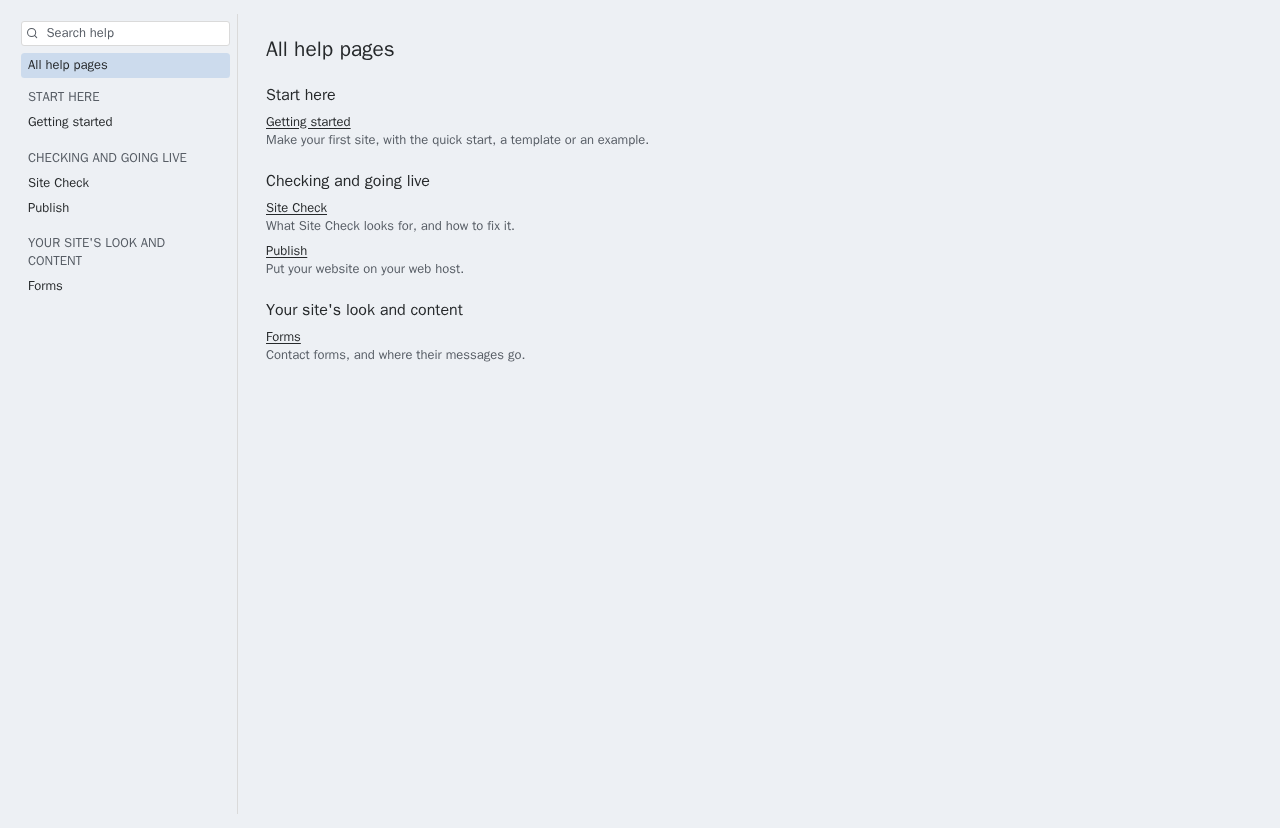 Search help
All help pages
START HERE
Getting started
CHECKING AND GOING LIVE
Site Check
Publish
YOUR SITE'S LOOK AND
CONTENT
Forms
All help pages
Start here
Getting started
Make your first site, with the quick start, a template or an example.
Checking and going live
Site Check
What Site Check looks for, and how to fix it.
Publish
Put your website on your web host.
Your site's look and content
Forms
Contact forms, and where their messages go.